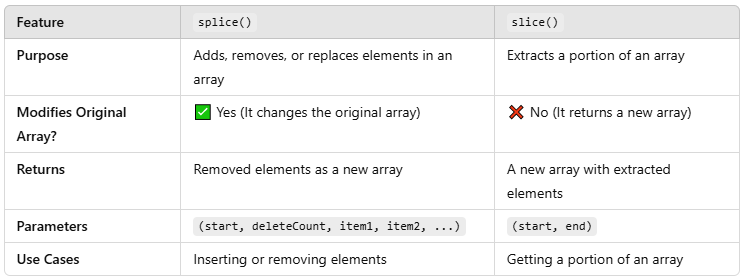 Feature splice() slice()
Purpose Adds, removes, or replaces elements in an Extracts a portion of an array
array
Modifies Original ✅ Yes (It changes the original array) ❌ No (It returns a new array)
Array?
Returns Removed elements as a new array A new array with extracted
elements
Parameters (start, deleteCount, item1, item2, ...) (start, end)
Use Cases Inserting or removing elements Getting a portion of an array